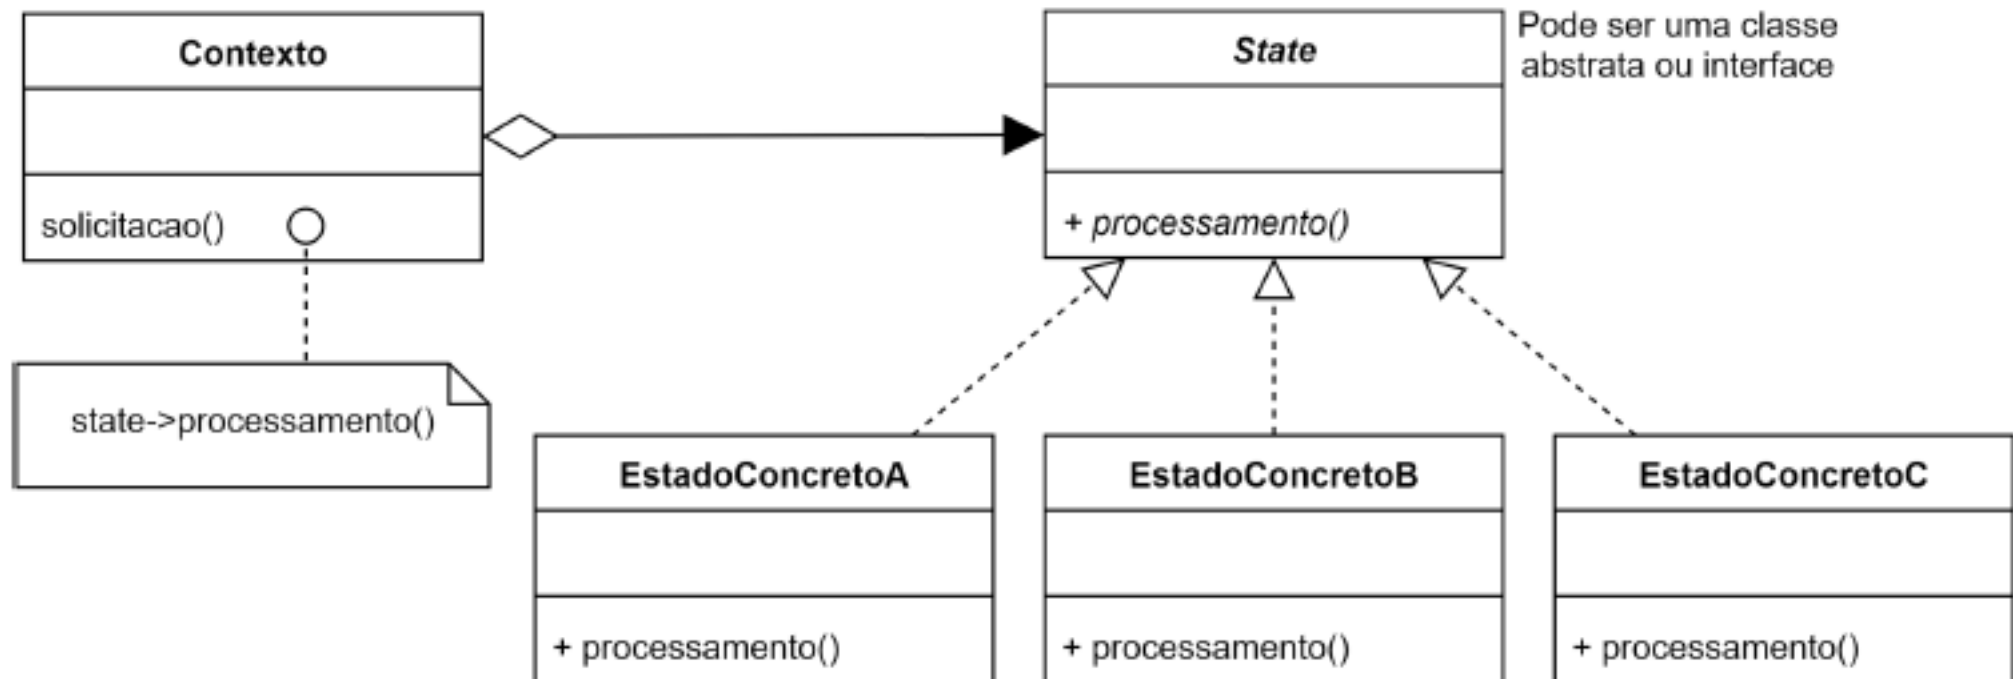 Contexto
solicitacao()
state->processamento()
State
+ processamento()
Pode ser uma classe
abstrata ou interface
EstadoConcretoA
+ processamento()
EstadoConcretoB
+ processamento()
EstadoConcretoC
+ processamento()